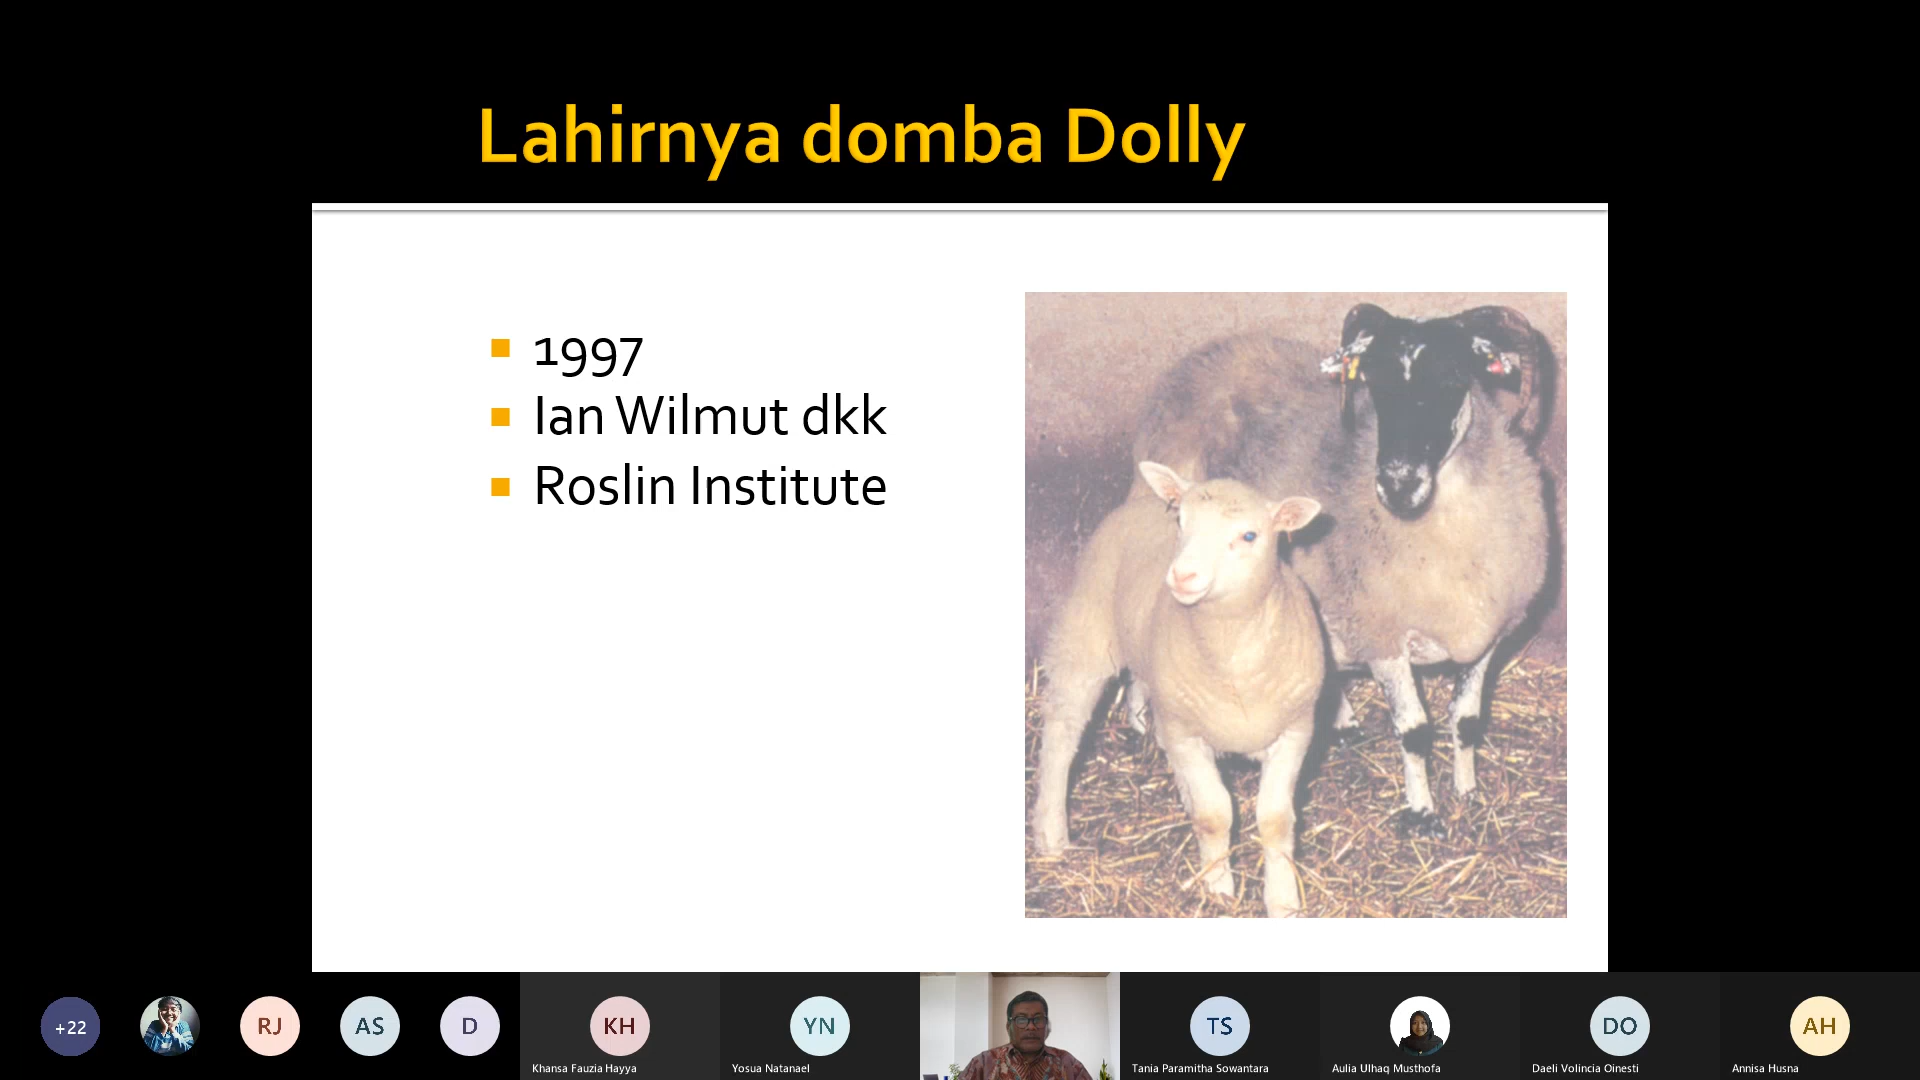 Lahirnya domba Dolly
1997
Ian Wilmut dkk
Roslin Institute
+22
RJ
AS
D
KH
YN
TS
DO
AH
Khansa Fauzia Hayya
Yosua Natanael
Tania Paramitha Sowantara
Aulia Ulhaq Musthofa
Daeli Volincia Oinesti
Annisa Husna